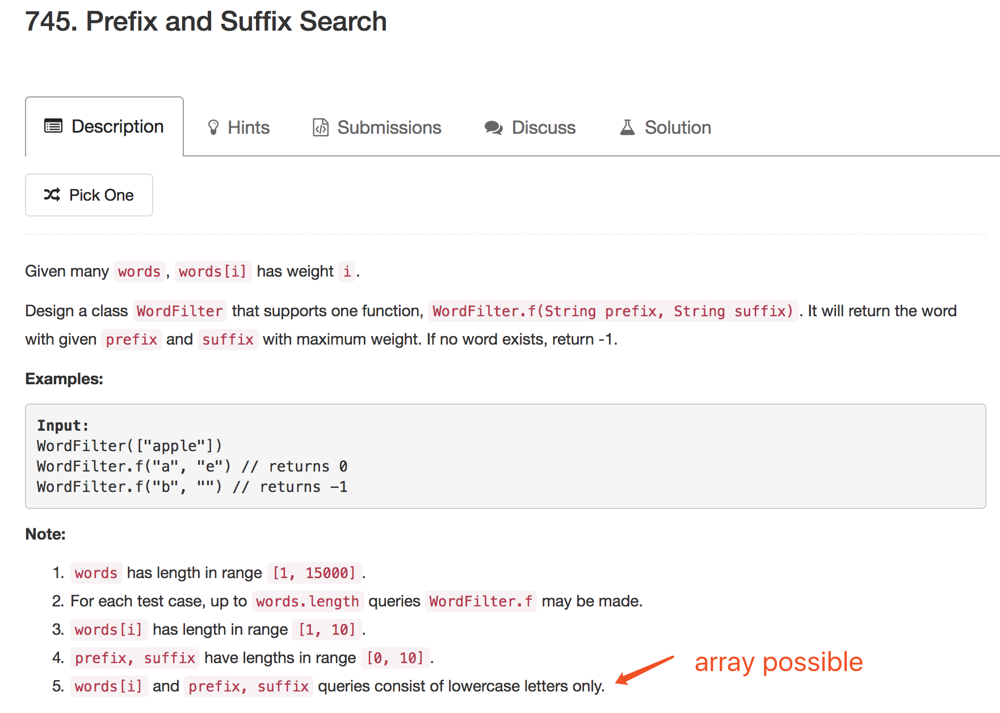 745. Prefix and Suffix Search
Description
Hints
Submissions
Discuss
Solution
Pick One
Given many words, words[i] has weight i.
Design a class WordFilter that supports one function, WordFilter.f(String prefix, String suffix). It will return the word
with given prefix and suffix with maximum weight. If no word exists, return -1.
Examples:
Input:
WordFilter(["apple"])
WordFilter.f("a", "e") // returns 0
WordFilter.f("b", "") // returns -1
Note:
1. words has length in range [1, 15000].
2. For each test case, up to words.length queries WordFilter.f may be made.
3. words[i] has length in range [1, 10].
4. prefix, suffix have lengths in range [0, 10].
5. words[i] and prefix, suffix queries consist of lowercase letters only.
array possible